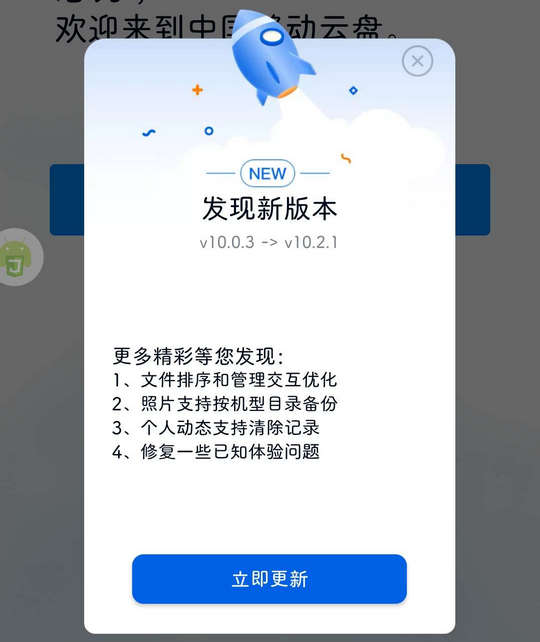 欢迎来到中国移动云盘。
NEW
发现新版本
v10.0.3 -> v10.2.1
更多精彩等您发现：
1、文件排序和管理交互优化
2、照片支持按机型目录备份
3、个人动态支持清除记录
4、修复一些已知体验问题
立即更新